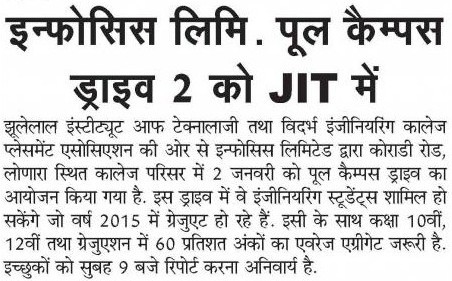 इन्फोसिस लिमि . पूल कैम्पस
ड्राइव 2 को JIT में
झूलेलाल इंस्टीट्यूट आफ टेक्नालाजी तथा विदर्भ इंजीनियरिंग कालेज
प्लेसमेंट एसोसिएशन की ओर से इन्फोसिस लिमिटेड द्वारा कोराडी रोड,
लोणारा स्थित कालेज परिसर में 2 जनवरी को पूल कैम्पस ड्राइव का
आयोजन किया गया है. इस ड्राइव में वे इंजीनियरिंग स्टूडेंट्स शामिल हो
सकेंगे जो वर्ष 2015 में ग्रेजुएट हो रहे हैं. इसी के साथ कक्षा 10वीं,
12वीं तथा ग्रेजुएशन में 60 प्रतिशत अंकों का एवरेज एग्रीगेट जरूरी है.
इच्छुकों को सुबह 9 बजे रिपोर्ट करना अनिवार्य है.